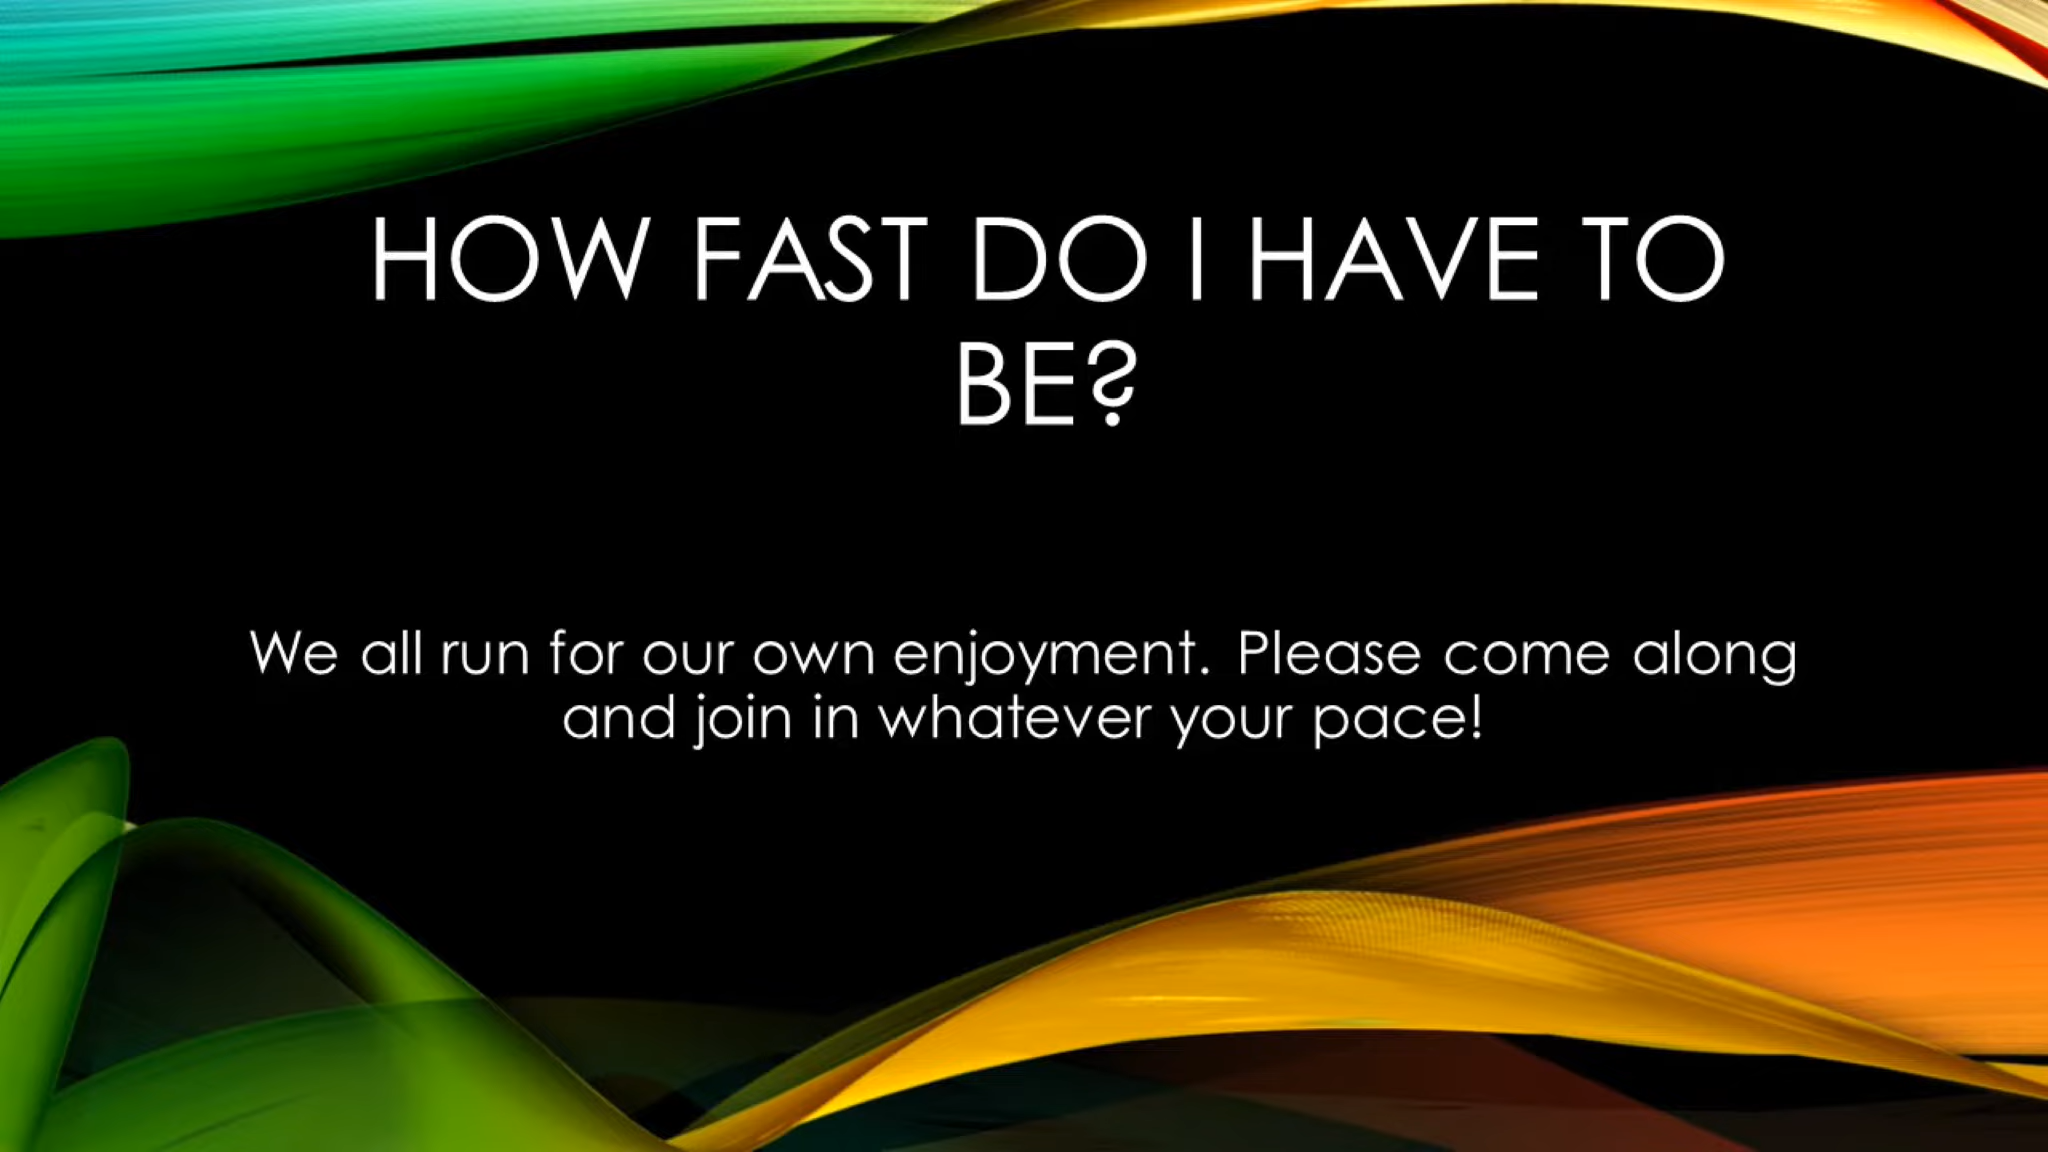 HOW FAST DO I HAVE TO
BE?
We all run for our own enjoyment. Please come along
and join in whatever your pace!